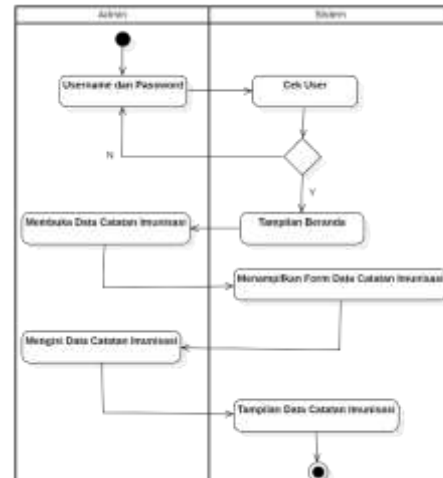 Admin
Sistem
Username dan Password
Cek User
N
Y
Membuka Data Catatan Imunisasi
Tampilan Beranda
Menampilkan Form Data Catatan Imunisasi
Mengisi Data Catatan Imunisasi
Tampilan Data Catatan Imunisasi